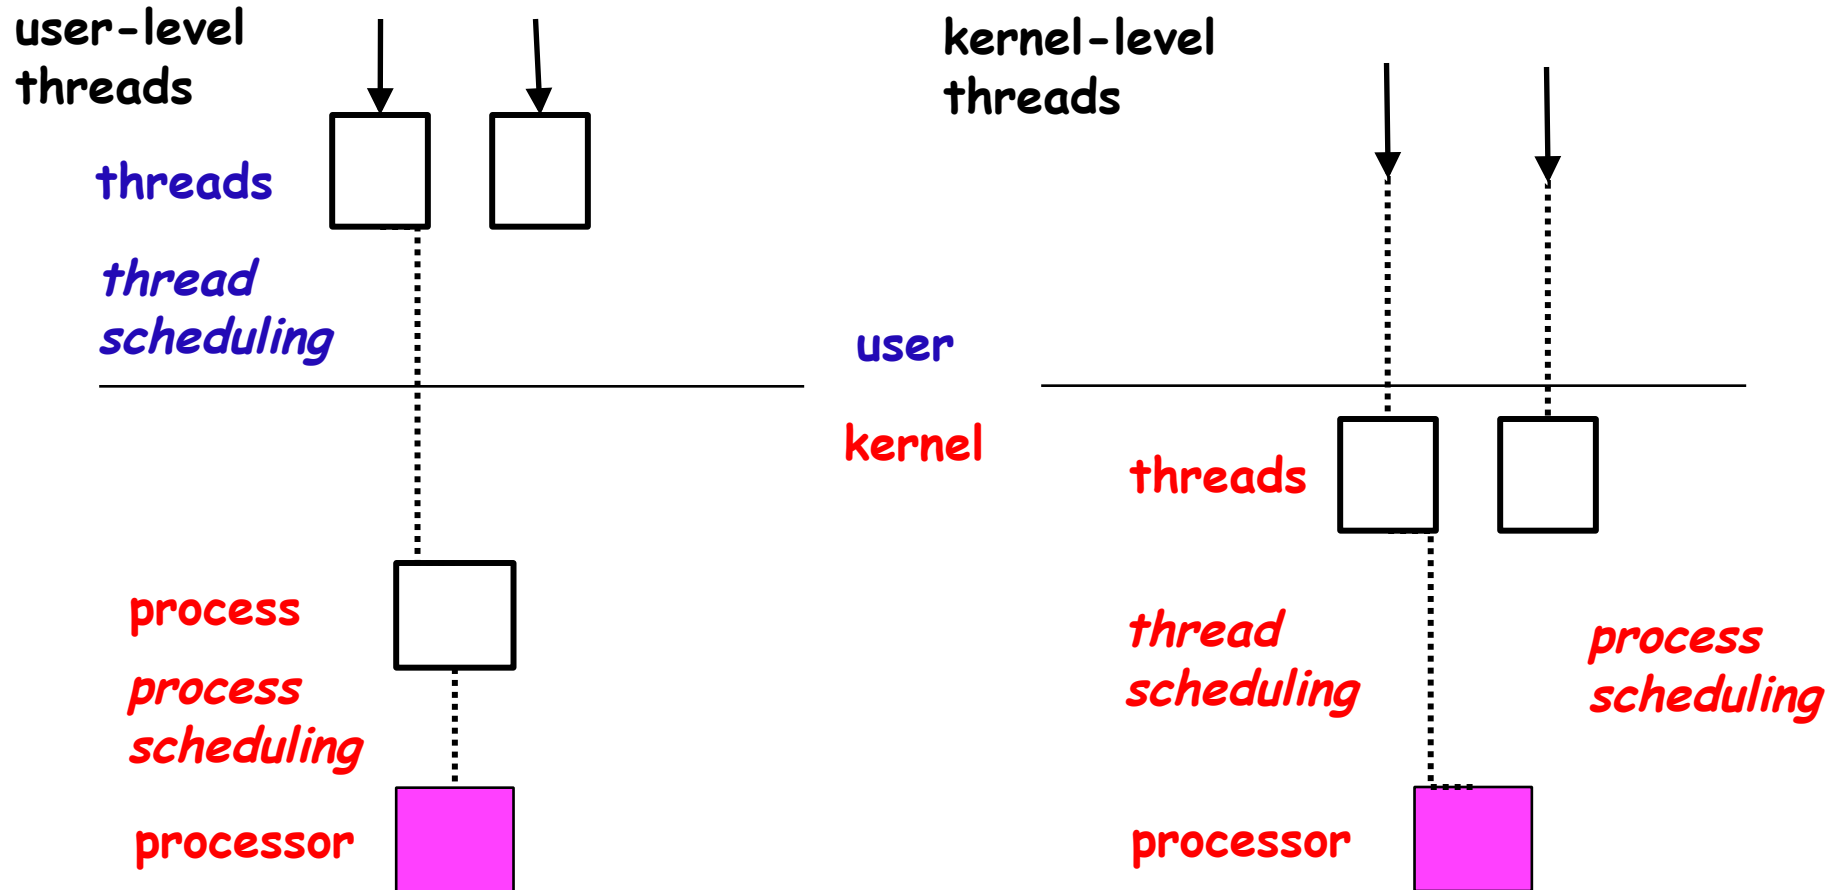 user-level
threads
threads
thread
scheduling
process
process
scheduling
processor
user
kernel
kernel-level
threads
threads
thread
scheduling
process
scheduling
processor